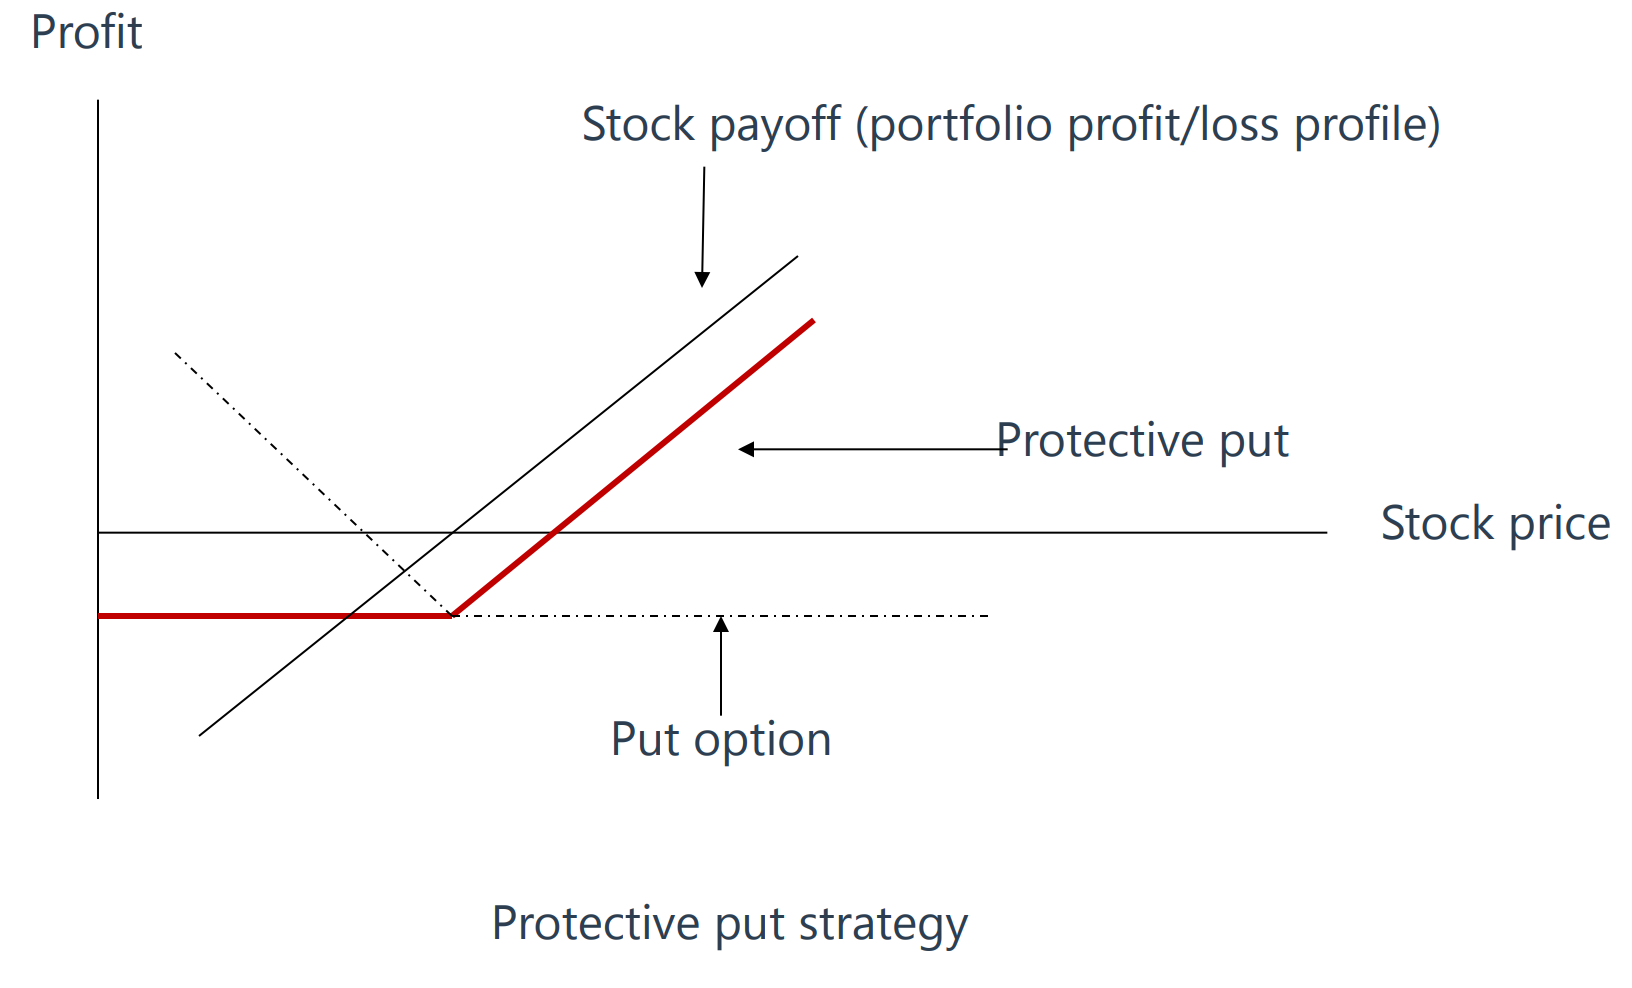 Profit
Stock payoff (portfolio profit/loss profile)
Protective put
Stock price
Put option
Protective put strategy